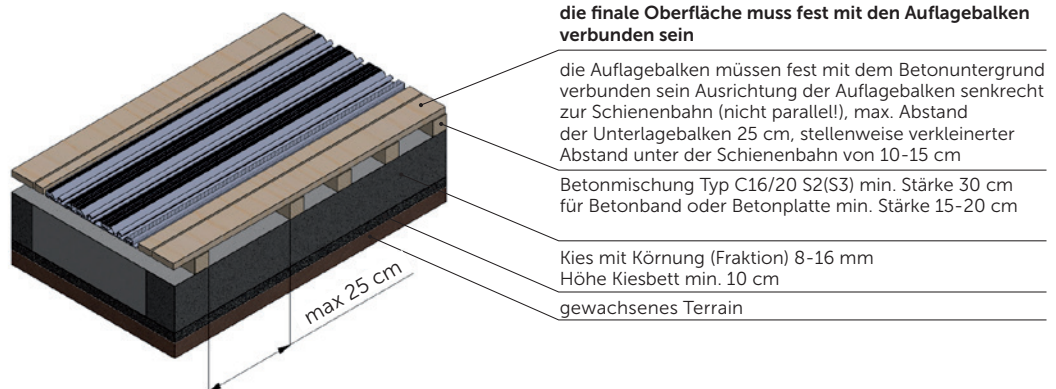 die finale Oberfläche muss fest mit den Auflagebalken
verbunden sein
die Auflagebalken müssen fest mit dem Betonuntergrund
verbunden sein Ausrichtung der Auflagebalken senkrecht
zur Schienenbahn (nicht parallel!), max. Abstand
der Unterlagebalken 25 cm, stellenweise verkleinerter
Abstand unter der Schienenbahn von 10-15 cm
Betonmischung Typ C16/20 S2(S3) min. Stärke 30 cm
für Betonband oder Betonplatte min. Stärke 15-20 cm
Kies mit Körnung (Fraktion) 8-16 mm
Höhe Kiesbett min. 10 cm
gewachsenes Terrain
max 25 cm